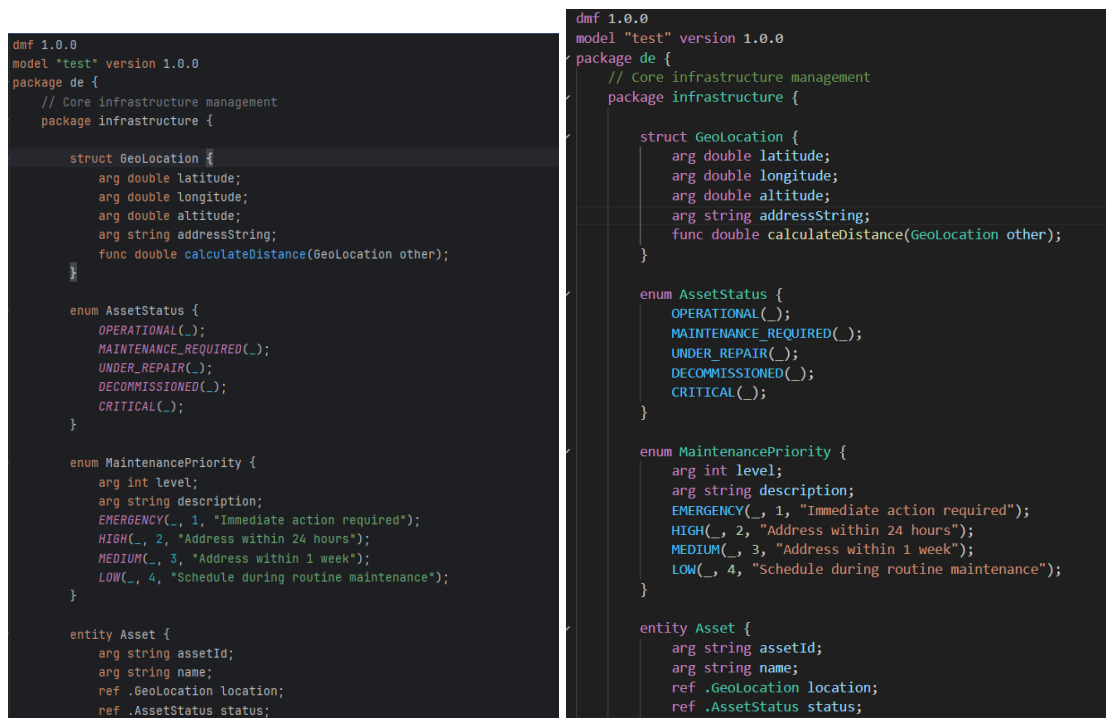 dmf 1.0.0
model "test" version 1.0.0
package de {
    // Core infrastructure management
    package infrastructure {
        struct GeoLocation {
            arg double latitude;
            arg double longitude;
            arg double altitude;
            arg string addressString;
            func double calculateDistance(GeoLocation other);
        }
        enum AssetStatus {
            OPERATIONAL(_);
            MAINTENANCE_REQUIRED(_);
            UNDER_REPAIR(_);
            DECOMMISSIONED(_);
            CRITICAL(_);
        }
        enum MaintenancePriority {
            arg int level;
            arg string description;
            EMERGENCY(_, 1, "Immediate action required");
            HIGH(_, 2, "Address within 24 hours");
            MEDIUM(_, 3, "Address within 1 week");
            LOW(_, 4, "Schedule during routine maintenance");
        }
        entity Asset {
            arg string assetId;
            arg string name;
            ref .GeoLocation location;
            ref .AssetStatus status;
dmf 1.0.0
model "test" version 1.0.0
package de {
    // Core infrastructure management
    package infrastructure {
        struct GeoLocation {
            arg double latitude;
            arg double longitude;
            arg double altitude;
            arg string addressString;
            func double calculateDistance(GeoLocation other);
        }
        enum AssetStatus {
            OPERATIONAL(_);
            MAINTENANCE_REQUIRED(_);
            UNDER_REPAIR(_);
            DECOMMISSIONED(_);
            CRITICAL(_);
        }
        enum MaintenancePriority {
            arg int level;
            arg string description;
            EMERGENCY(_, 1, "Immediate action required");
            HIGH(_, 2, "Address within 24 hours");
            MEDIUM(_, 3, "Address within 1 week");
            LOW(_, 4, "Schedule during routine maintenance");
        }
        entity Asset {
            arg string assetId;
            arg string name;
            ref .GeoLocation location;
            ref .AssetStatus status;